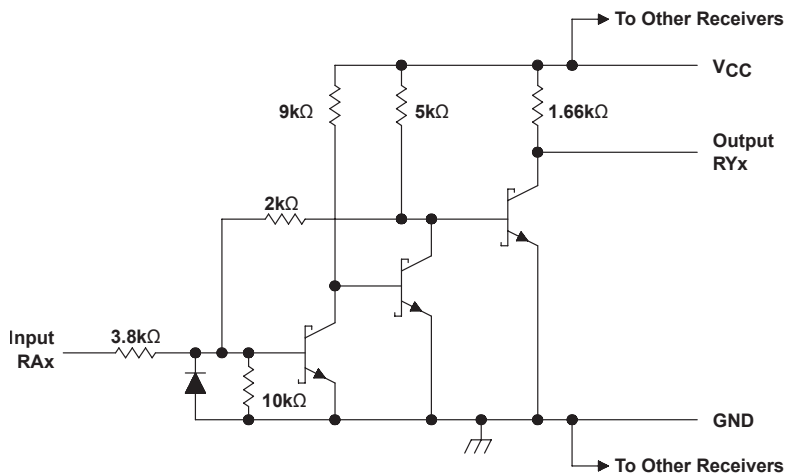 To Other Receivers
VCC
9kΩ
5kΩ
1.66kΩ
Output
RYx
2kΩ
Input
RAx
3.8kΩ
10kΩ
GND
To Other Receivers